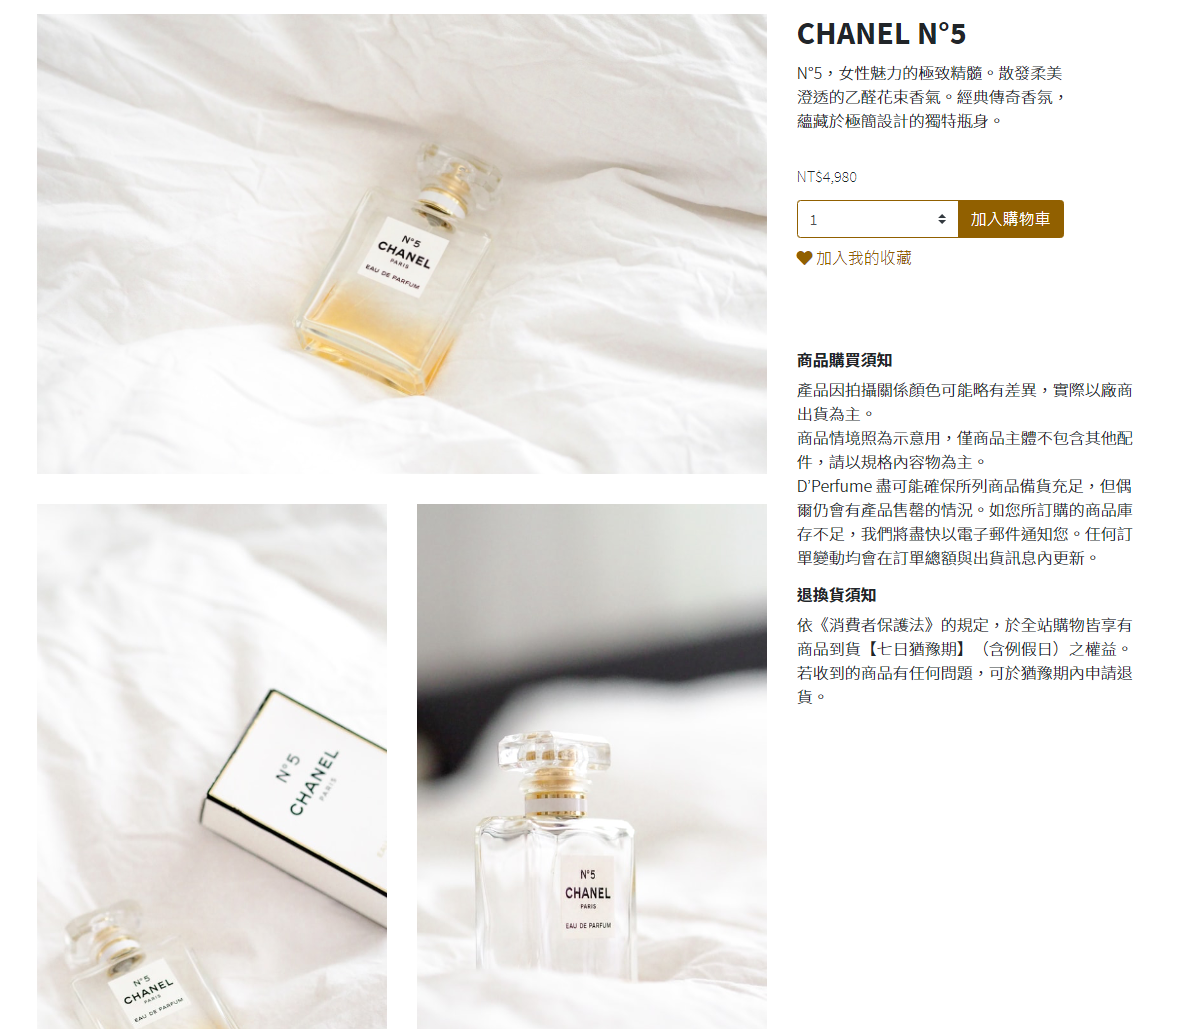 CHANEL N°5
N°5，女性魅力的極致精髓。散發柔美
澄透的乙醛花束香氣。經典傳奇香氛，
蘊藏於極簡設計的獨特瓶身。
NT$4,980
1
加入購物車
加入我的收藏
商品購買須知
產品因拍攝關係顏色可能略有差異，實際以廠商
出貨為主。
商品情境照為示意用，僅商品主體不包含其他配
件，請以規格內容物為主。
D'Perfume 盡可能確保所列商品備貨充足，但偶
爾仍會有產品售罄的情況。如您所訂購的商品庫
存不足，我們將盡快以電子郵件通知您。任何訂
單變動均會在訂單總額與出貨訊息內更新。
退換貨須知
依《消費者保護法》的規定，於全站購物皆享有
商品到貨【七日猶豫期】（含例假日）之權益。
若收到的商品有任何問題，可於猶豫期內申請退
貨。
N°5
CHANEL
PARIS
EAU DE PARFUM
N°5
CHANEL
PARIS
N°5
CHANEL
PARIS
EAU DE PARFUM
N°5
CHANEL
PARIS
EAU DE PARFUM